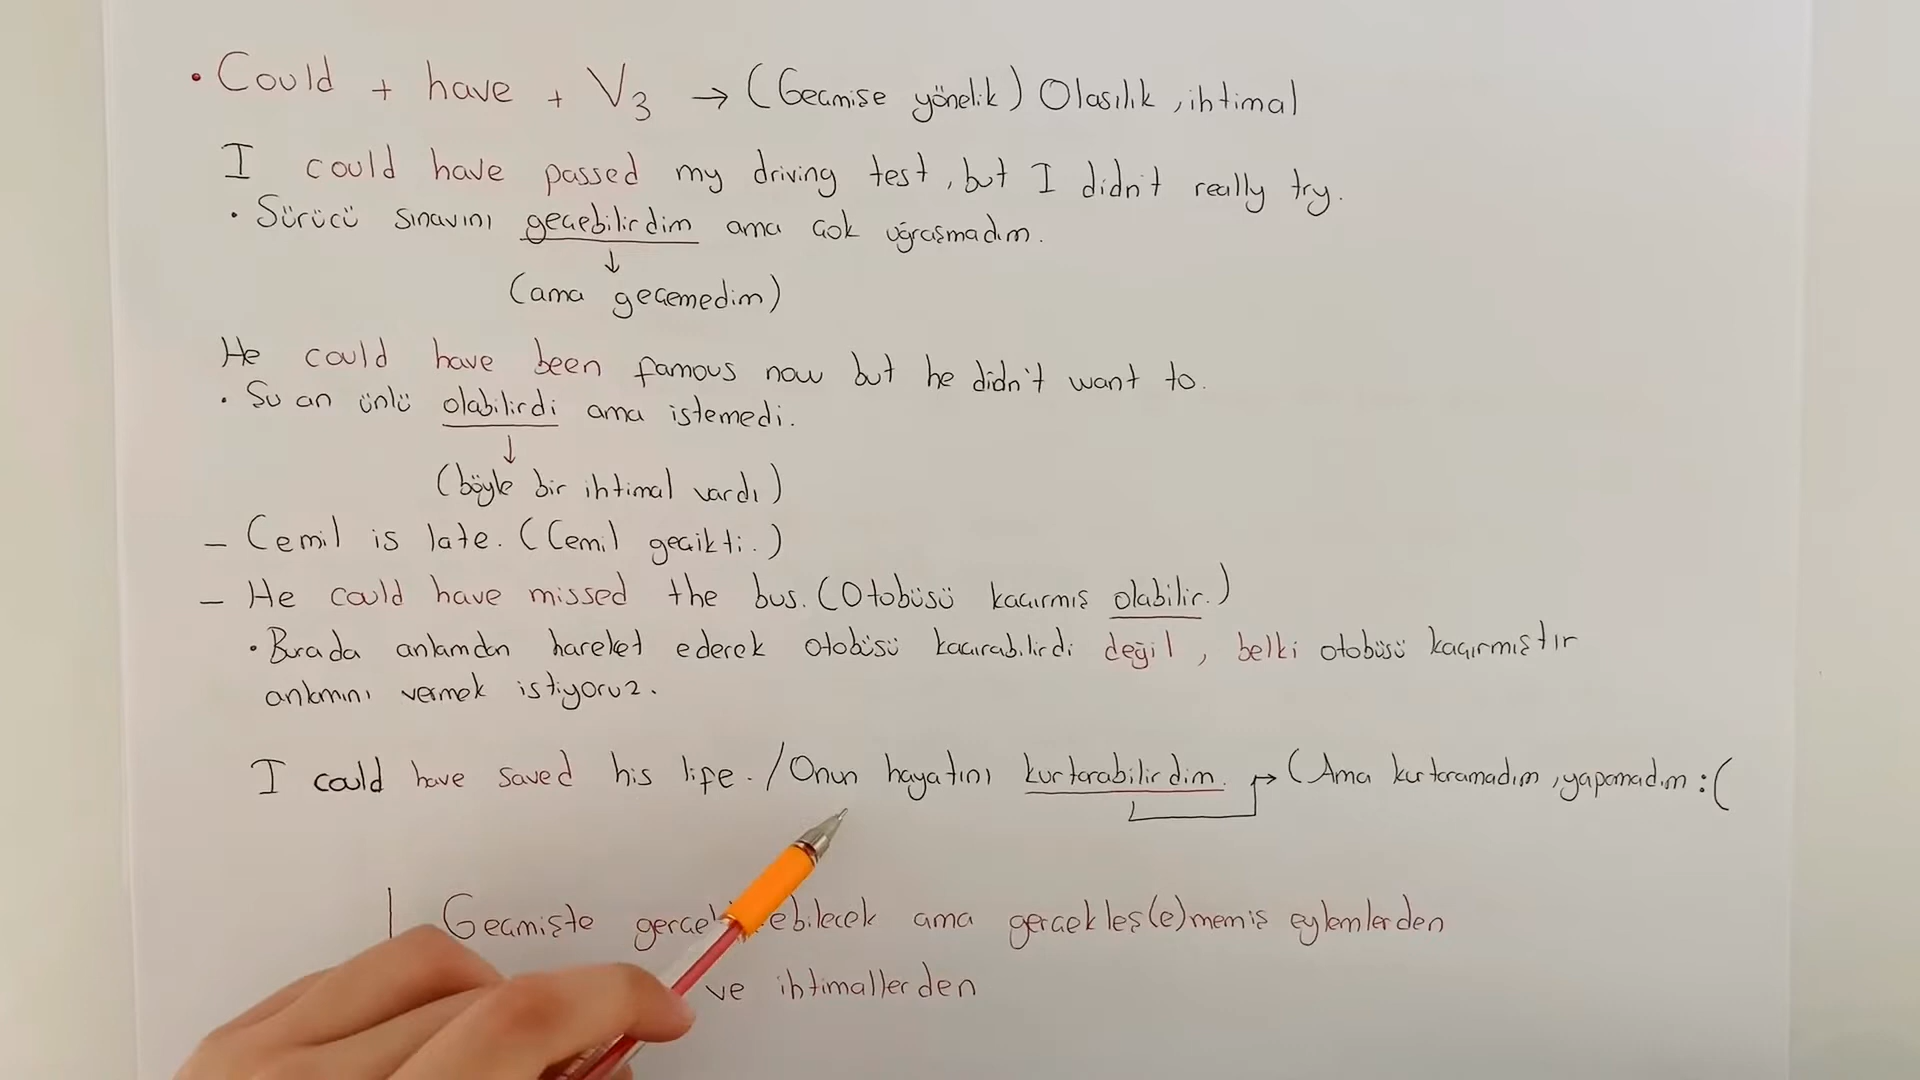 • Could + have + V3 → (Geçmişe yönelik) Olasılık, ihtimal
I could have passed my driving test, but I didn't really try.
• Sürücü sınavını geçebilirdim ama çok uğraşmadım.
↓
(ama geçemedim)
He could have been famous now but he didn't want to.
• Şu an ünlü olabilirdi ama istemedi.
↓
(böyle bir ihtimal vardı)
– Cemil is late. (Cemil gecikti.)
– He could have missed the bus. (Otobüsü kaçırmış olabilir.)
• Burada anlamdan hareket ederek otobüsü kaçırabilirdi değil, belki otobüsü kaçırmıştır
anlamını vermek istiyoruz.
I could have saved his life. / Onun hayatını kurtarabilirdim. → (Ama kurtaramadım, yapamadım :(
Geçmişte ama gerçekleş(e)memiş eylemlerden
ve ihtimallerden